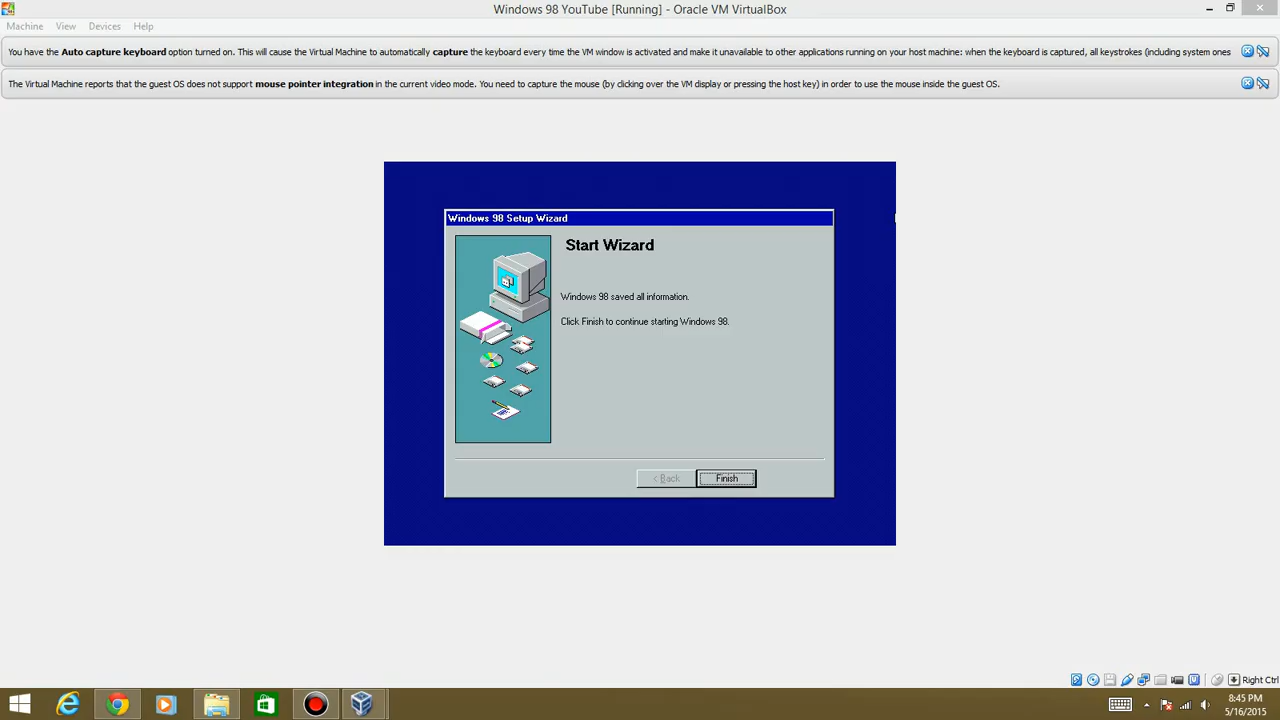 Windows 98 YouTube [Running] - Oracle VM VirtualBox
Machine View Devices Help
You have the Auto capture keyboard option turned on. This will cause the Virtual Machine to automatically capture the keyboard every time the VM window is activated and make it unavailable to other applications running on your host machine: when the keyboard is captured, all keystrokes (including system ones
The Virtual Machine reports that the guest OS does not support mouse pointer integration in the current video mode. You need to capture the mouse (by clicking over the VM display or pressing the host key) in order to use the mouse inside the guest OS.
Windows 98 Setup Wizard
Start Wizard
Windows 98 saved all information.
Click Finish to continue starting Windows 98.
< Back Finish
Right Ctrl
8:45 PM
5/16/2015